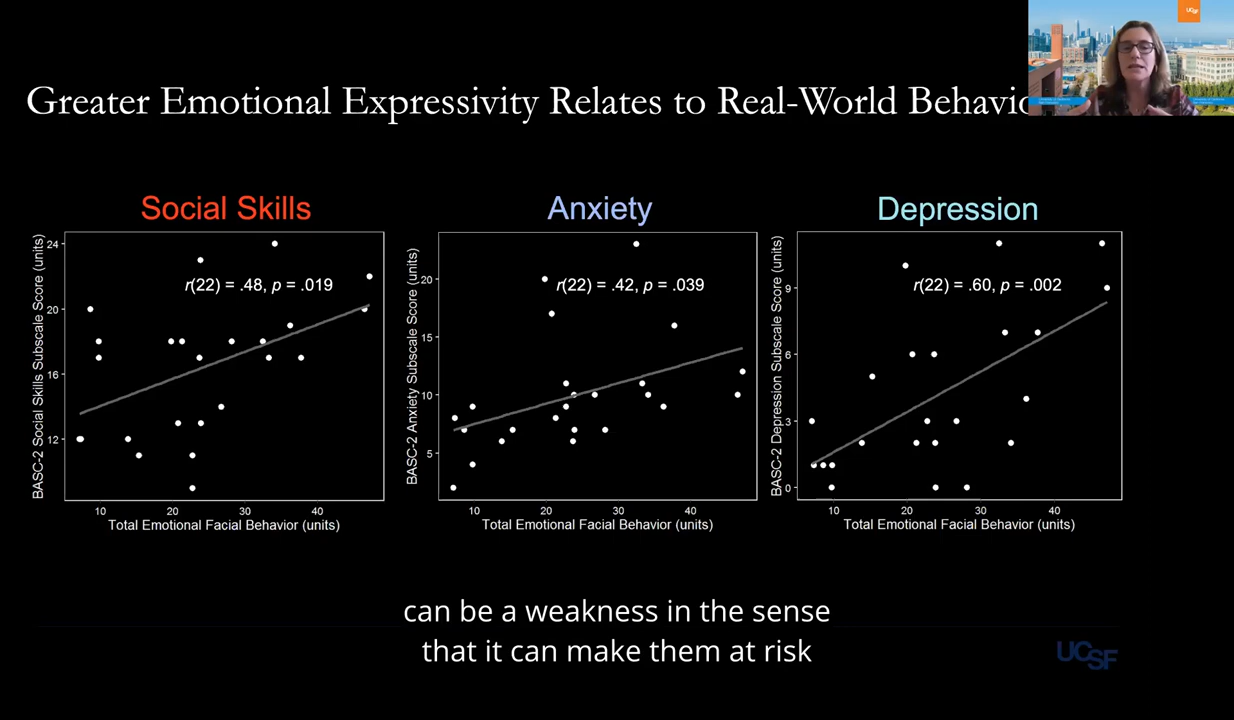 UCSF
Greater Emotional Expressivity Relates to Real-World Behavio
Social Skills
BASC-2 Social Skills Subscale Score (units)
24
20
16
12
r(22) = .48, p = .019
10 20 30 40
Total Emotional Facial Behavior (units)
Anxiety
BASC-2 Anxiety Subscale Score (units)
20
15
10
5
r(22) = .42, p = .039
10 20 30 40
Total Emotional Facial Behavior (units)
Depression
BASC-2 Depression Subscale Score (units)
9
6
3
0
r(22) = .60, p = .002
10 20 30 40
Total Emotional Facial Behavior (units)
can be a weakness in the sense
that it can make them at risk
UCSF